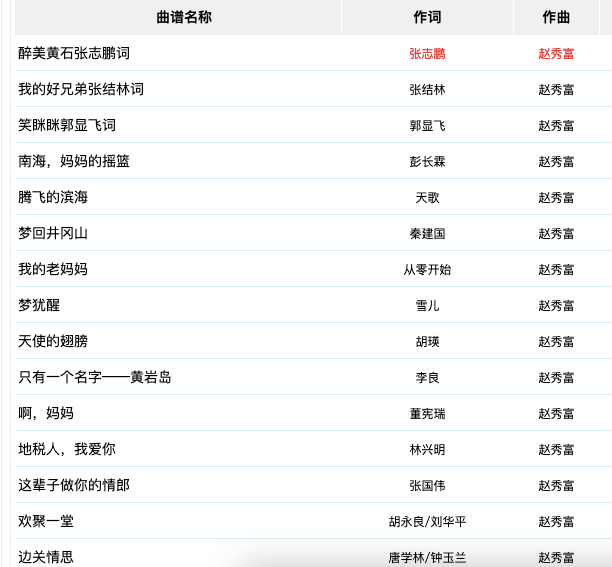 曲谱名称 作词 作曲
醉美黄石张志鹏词 张志鹏 赵秀富
我的好兄弟张结林词 张结林 赵秀富
笑眯眯郭显飞词 郭显飞 赵秀富
南海，妈妈的摇篮 彭长霖 赵秀富
腾飞的滨海 天歌 赵秀富
梦回井冈山 秦建国 赵秀富
我的老妈妈 从零开始 赵秀富
梦犹醒 雪儿 赵秀富
天使的翅膀 胡瑛 赵秀富
只有一个名字——黄岩岛 李良 赵秀富
啊，妈妈 董宪瑞 赵秀富
地税人，我爱你 林兴明 赵秀富
这辈子做你的情郎 张国伟 赵秀富
欢聚一堂 胡永良/刘华平 赵秀富
边关情思 唐学林/钟玉兰 赵秀富